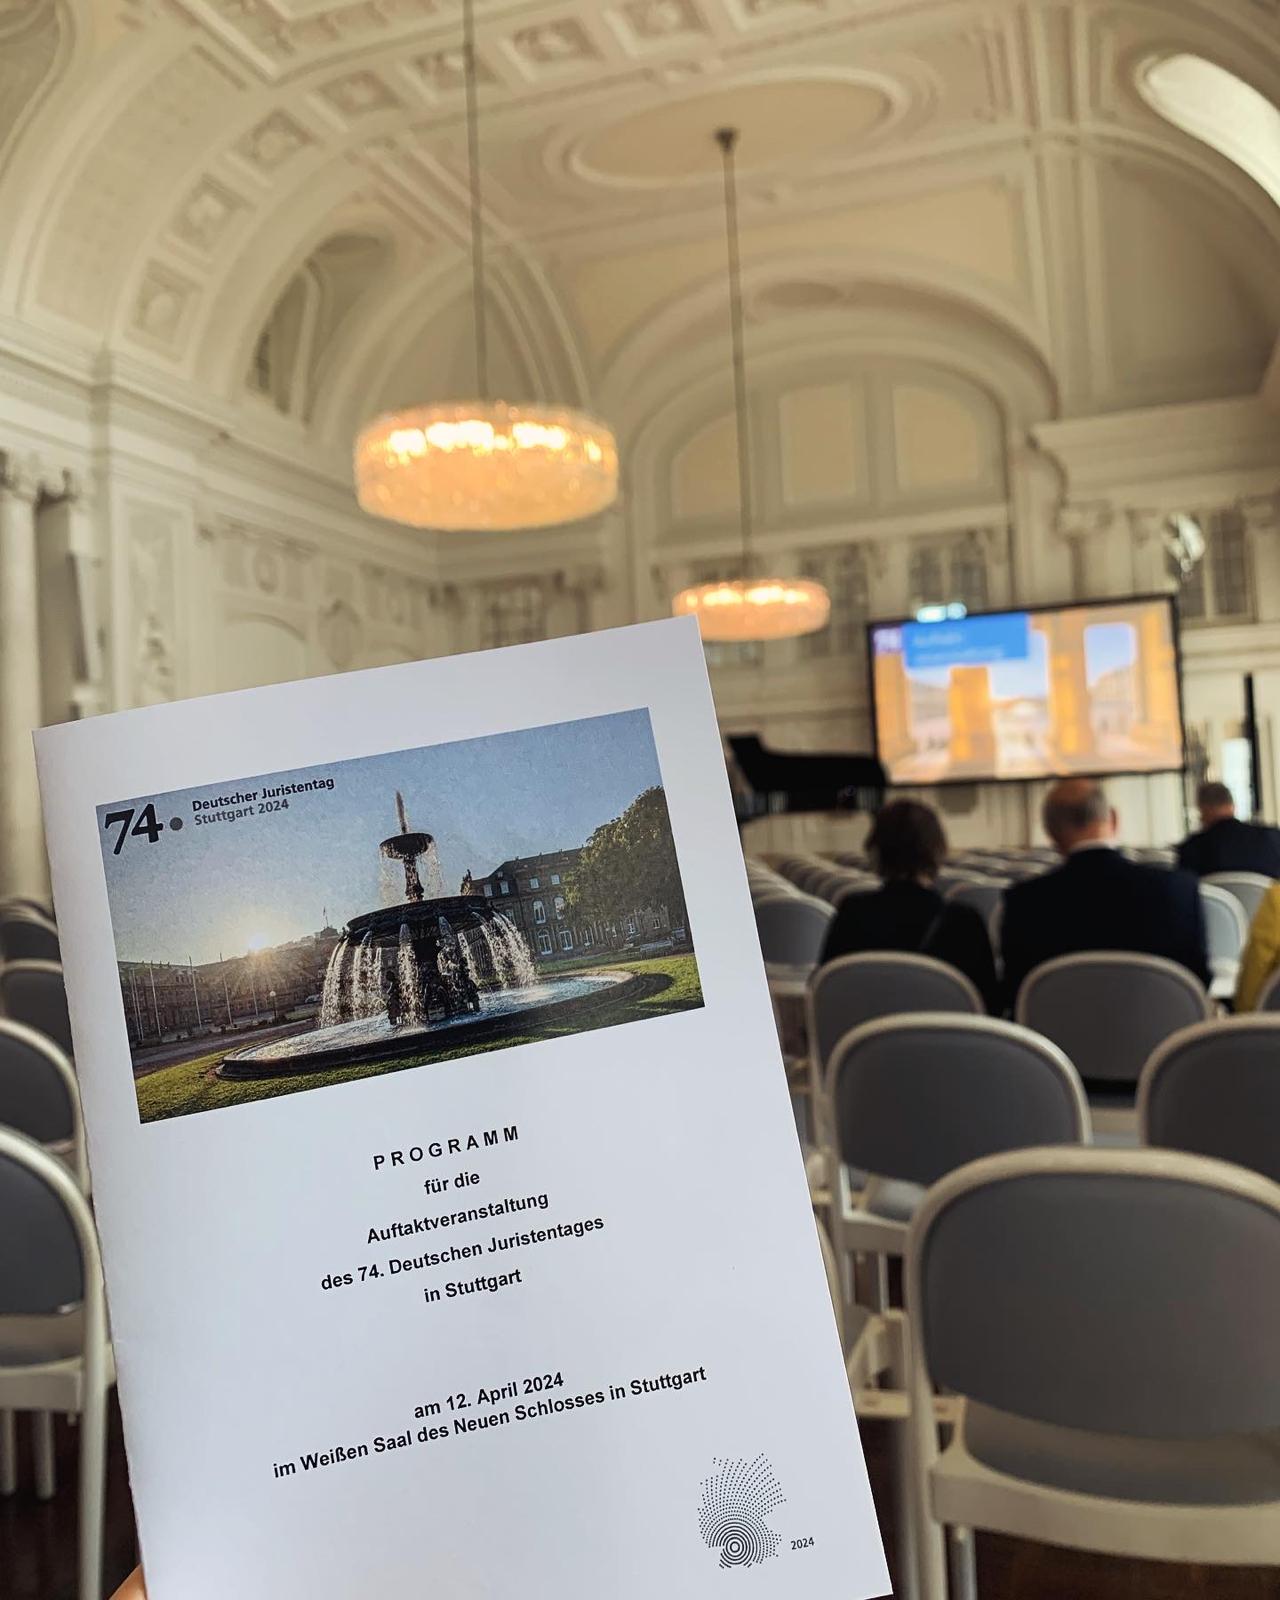 74.
Deutscher Juristentag
Stuttgart 2024
PROGRAMM
für die
Auftaktveranstaltung
des 74. Deutschen Juristentages
in Stuttgart
am 12. April 2024
im Weißen Saal des Neuen Schlosses in Stuttgart
2024